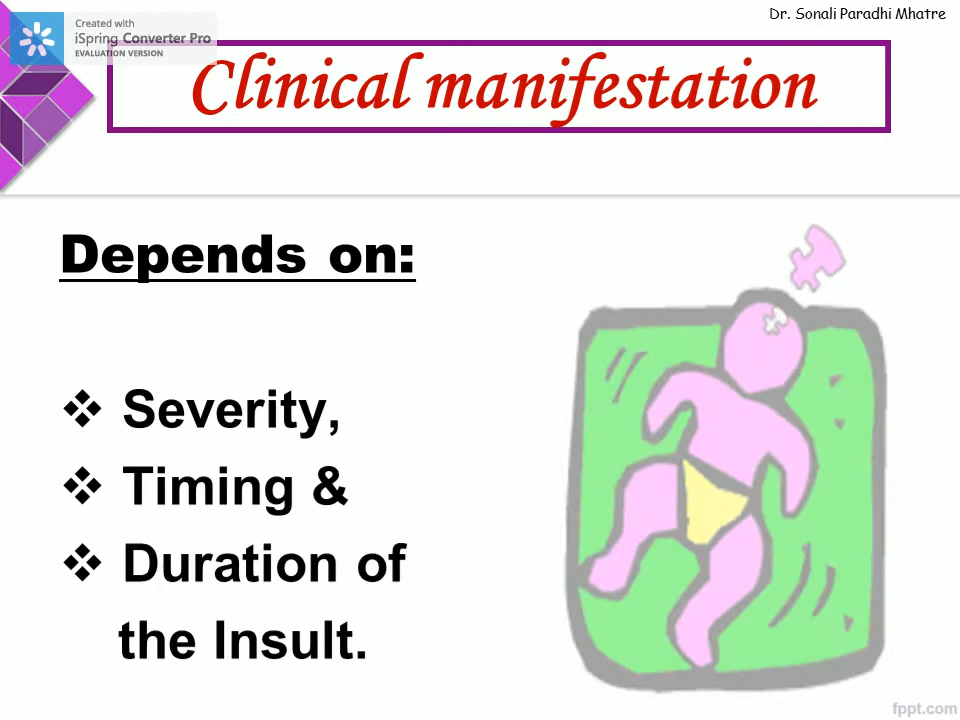 Created with
iSpring Converter Pro
EVALUATION VERSION
Dr. Sonali Paradhi Mhatre
Clinical manifestation
Depends on:
❖ Severity,
❖ Timing &
❖ Duration of
the Insult.
fppt.com